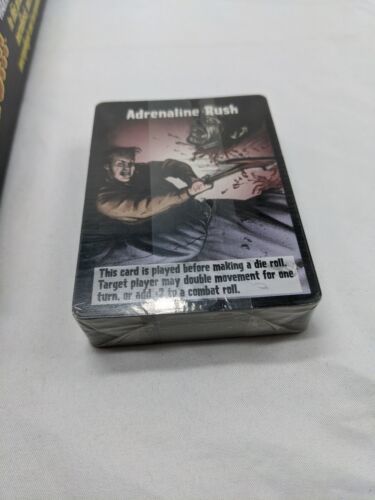 Adrenaline Rush
This card is played before making a die roll.
Target player may double movement for one
turn, or add +2 to a combat roll.